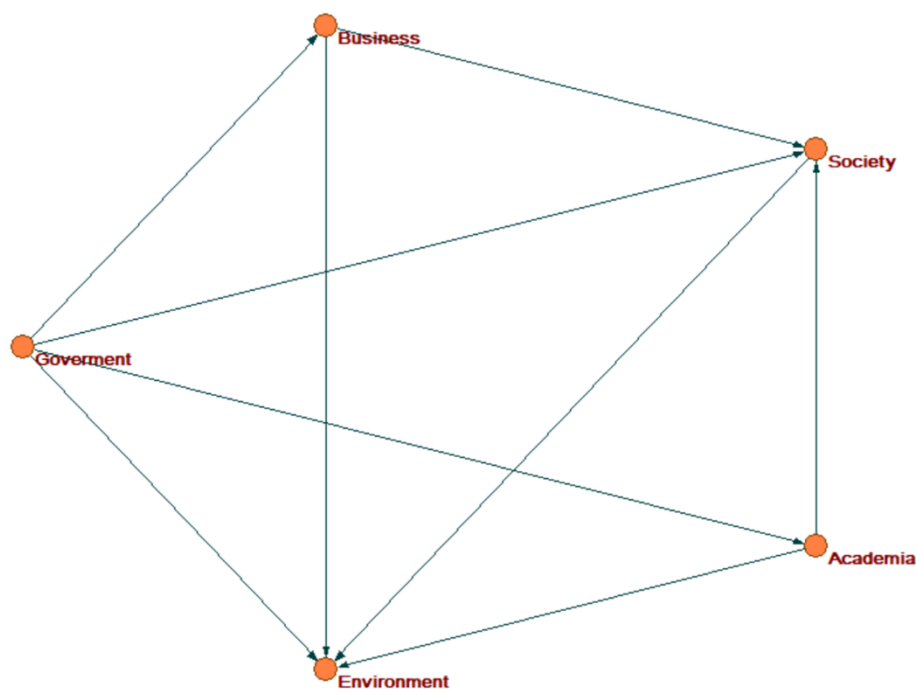 Business
Society
Goverment
Academia
Environment